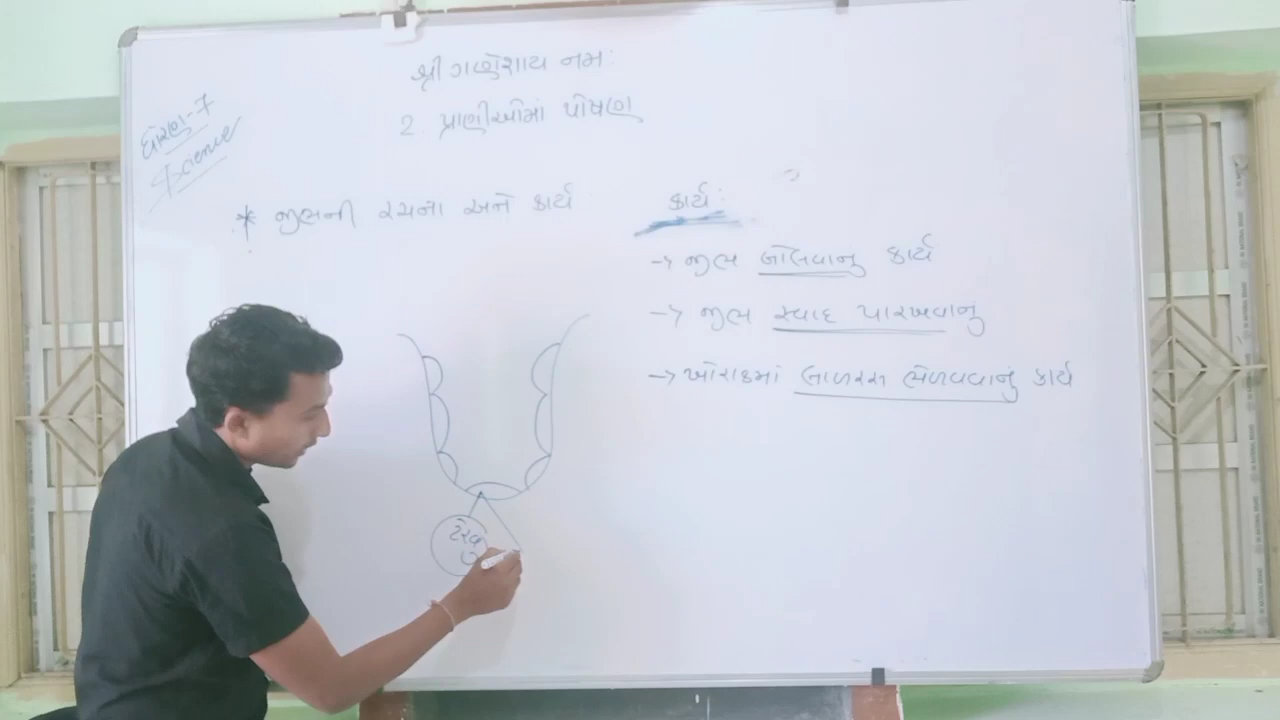 શ્રી ગણેશાય નમઃ
2. પ્રાણીઓમાં પોષણ
ધોરણ-7
Science
* જીભની રચના અને કાર્ય
કાર્ય:
→ જીભ બોલવાનુ કાર્ય
→ જીભ સ્વાદ પારખવાનું
→ ખોરાકમાં લાળરસ ભેળવવાનું કાર્ય